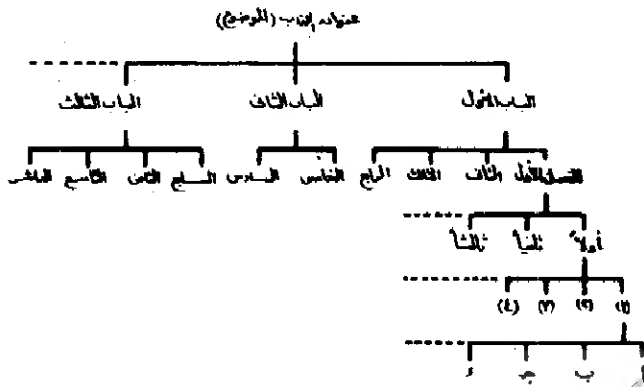 عنوان الكتاب (الموضوع)
الباب الأول الباب الثاني الباب الثالث
الفصل الأول الثاني الثالث الرابع الخامس السادس السابع الثامن التاسع العاشر
أولاً ثانياً ثالثاً
(١) (٢) (٣) (٤)
أ ب جـ د